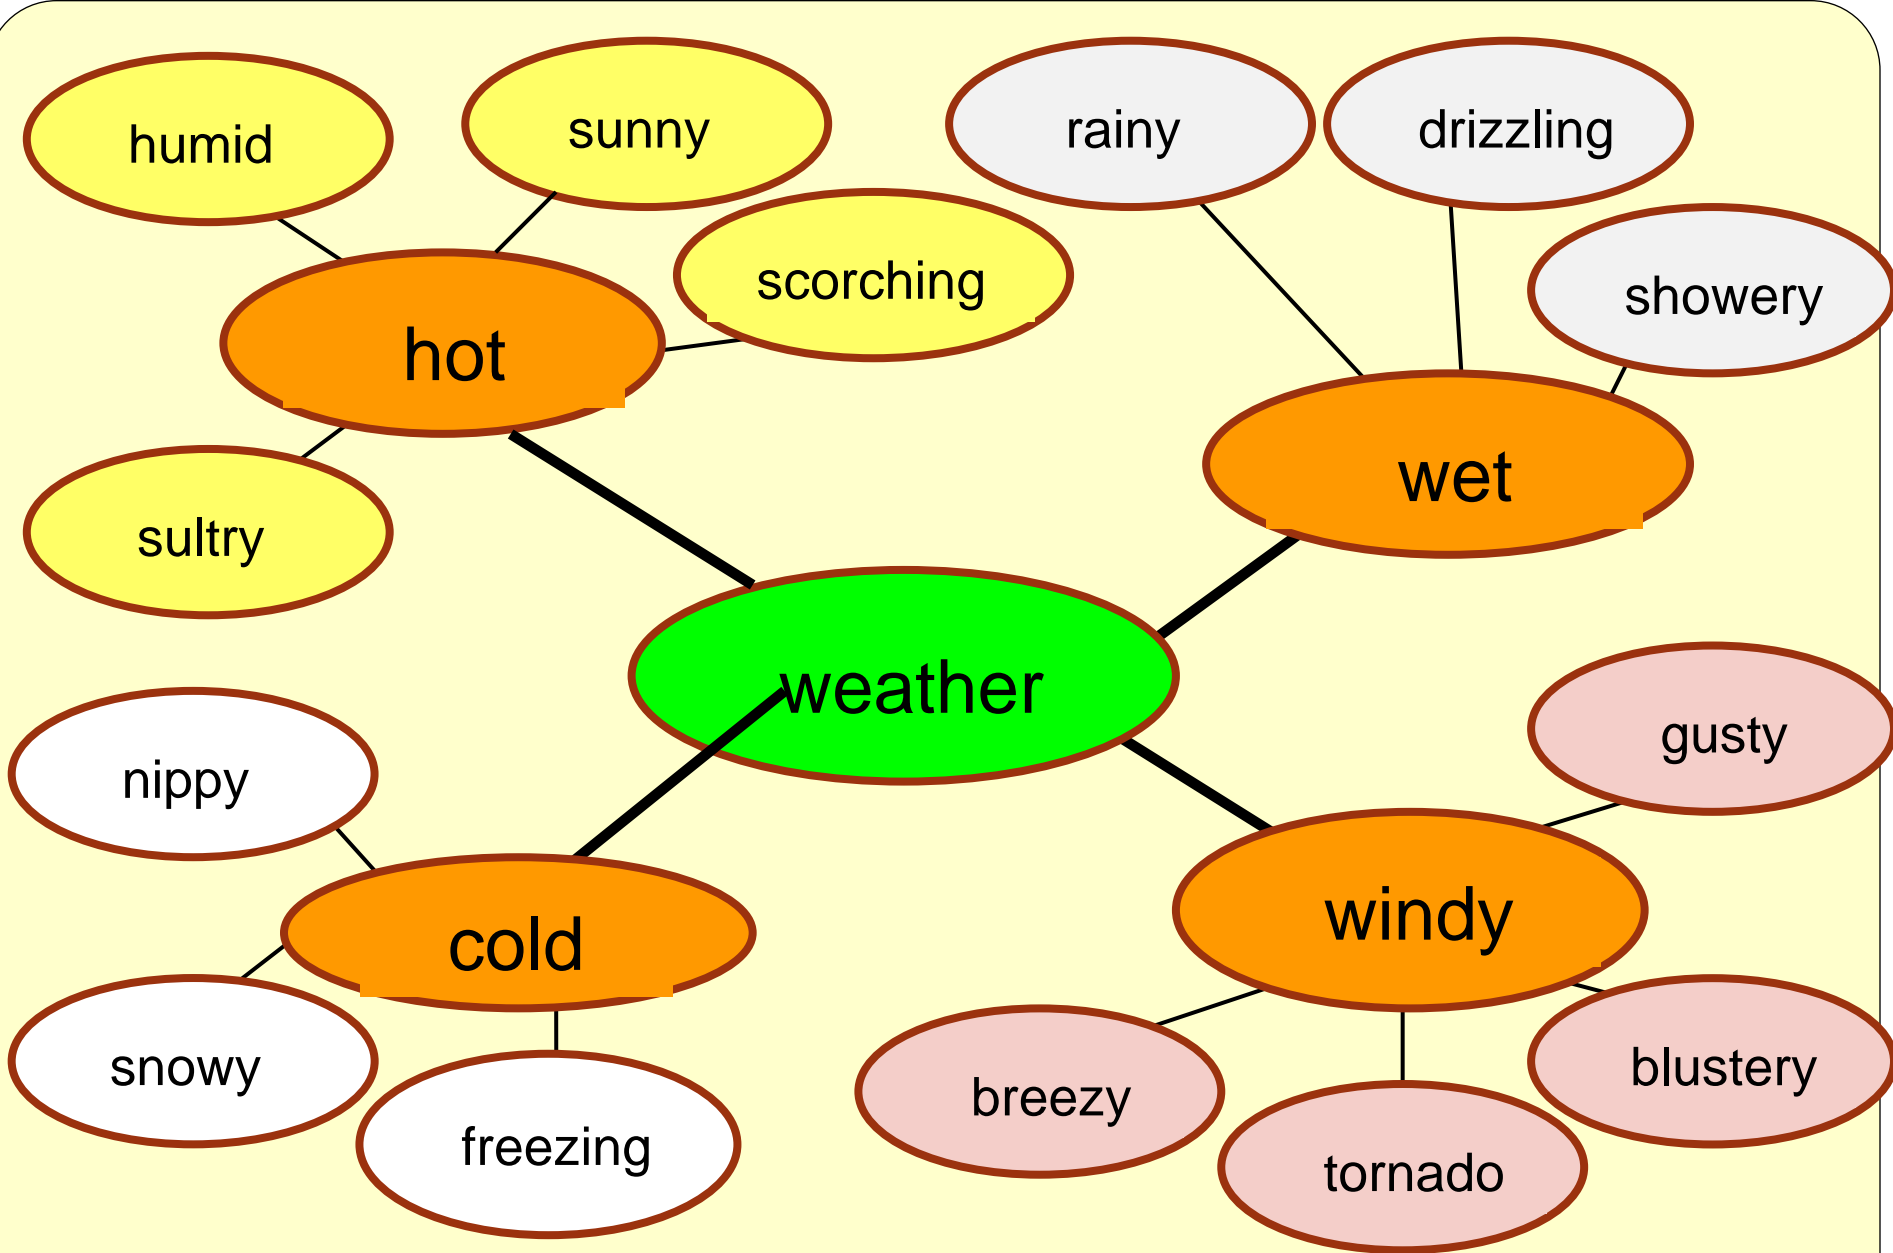 humid
sunny
rainy
drizzling
scorching
showery
hot
wet
sultry
weather
gusty
nippy
windy
cold
snowy
blustery
breezy
freezing
tornado